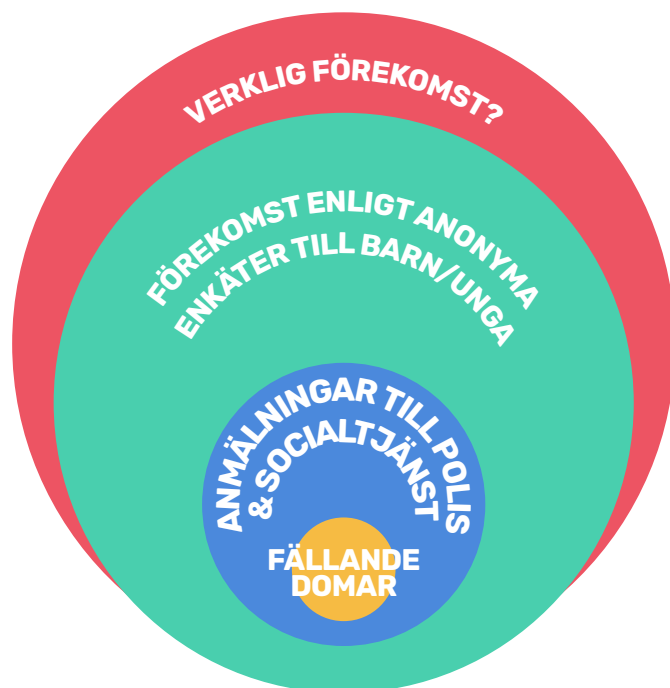 VERKLIG FÖREKOMST?
FÖREKOMST ENLIGT ANONYMA
ENKÄTER TILL BARN/UNGA
ANMÄLNINGAR TILL POLIS
& SOCIALTJÄNST
FÄLLANDE
DOMAR